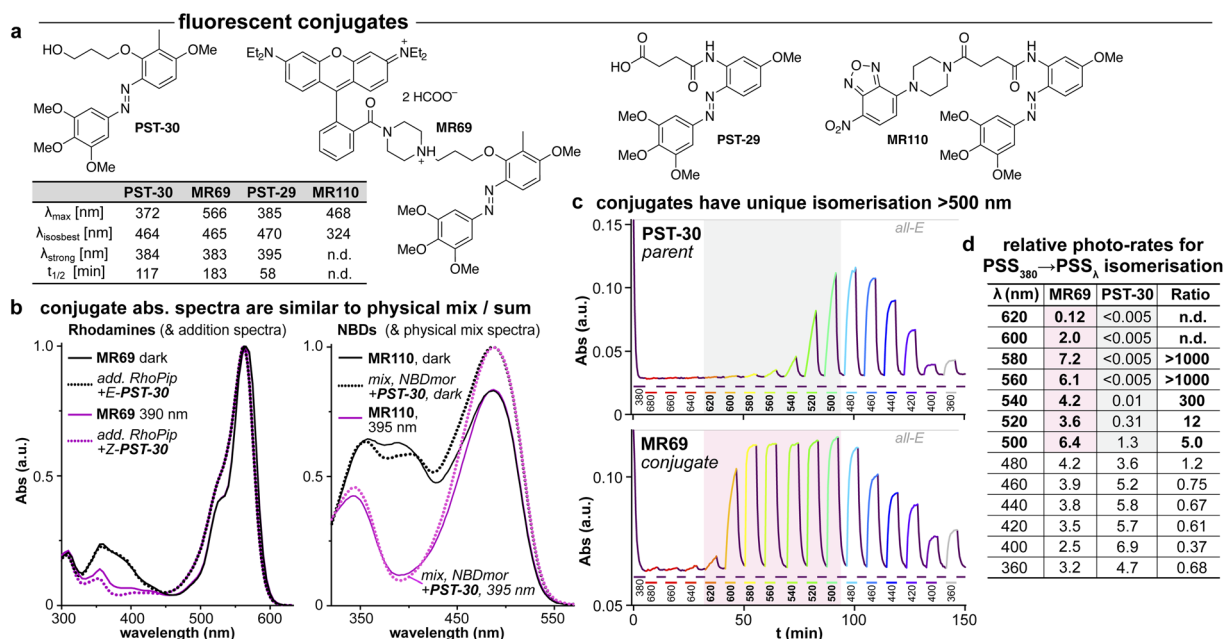 a
fluorescent conjugates
HO
O
OMe
N
N
MeO
MeO
OMe
PST-30
Et2N
O
+
NEt2
O
N
2 HCOO–
MR69
NH
+
O
OMe
N
N
MeO
MeO
OMe
O
HO
O
H
N
OMe
N
N
MeO
MeO
OMe
PST-29
N
O
N
O2N
N
N
O
O
H
N
OMe
N
N
MeO
MeO
OMe
MR110
PST-30 MR69 PST-29 MR110
λmax [nm] 372 566 385 468
λisosbest [nm] 464 465 470 324
λstrong [nm] 384 383 395 n.d.
t1/2 [min] 117 183 58 n.d.
b conjugate abs. spectra are similar to physical mix / sum
Rhodamines (& addition spectra)
Abs (a.u.)
1.0
0.5
0
MR69 dark
add. RhoPip
+E-PST-30
MR69 390 nm
add. RhoPip
+Z-PST-30
300 400 500 600
wavelength (nm)
NBDs (& physical mix spectra)
1.0
0.5
0
MR110, dark
mix, NBDmor
+PST-30, dark
MR110,
395 nm
mix, NBDmor
+PST-30, 395 nm
350 450 550
wavelength (nm)
c conjugates have unique isomerisation >500 nm
0.15
0.10
0.05
Abs (a.u.)
PST-30
parent
all-E
380 680 660 640 620 600 580 560 540 520 500 480 460 440 420 400 360
MR69
conjugate
all-E
0.10
0.05
Abs (a.u.)
380 680 660 640 620 600 580 560 540 520 500 480 460 440 420 400 360
0 50 100 150
t (min)
d relative photo-rates for
PSS380→PSSλ isomerisation
λ (nm) MR69 PST-30 Ratio
620 0.12 <0.005 n.d.
600 2.0 <0.005 n.d.
580 7.2 <0.005 >1000
560 6.1 <0.005 >1000
540 4.2 0.01 300
520 3.6 0.31 12
500 6.4 1.3 5.0
480 4.2 3.6 1.2
460 3.9 5.2 0.75
440 3.8 5.8 0.67
420 3.5 5.7 0.61
400 2.5 6.9 0.37
360 3.2 4.7 0.68